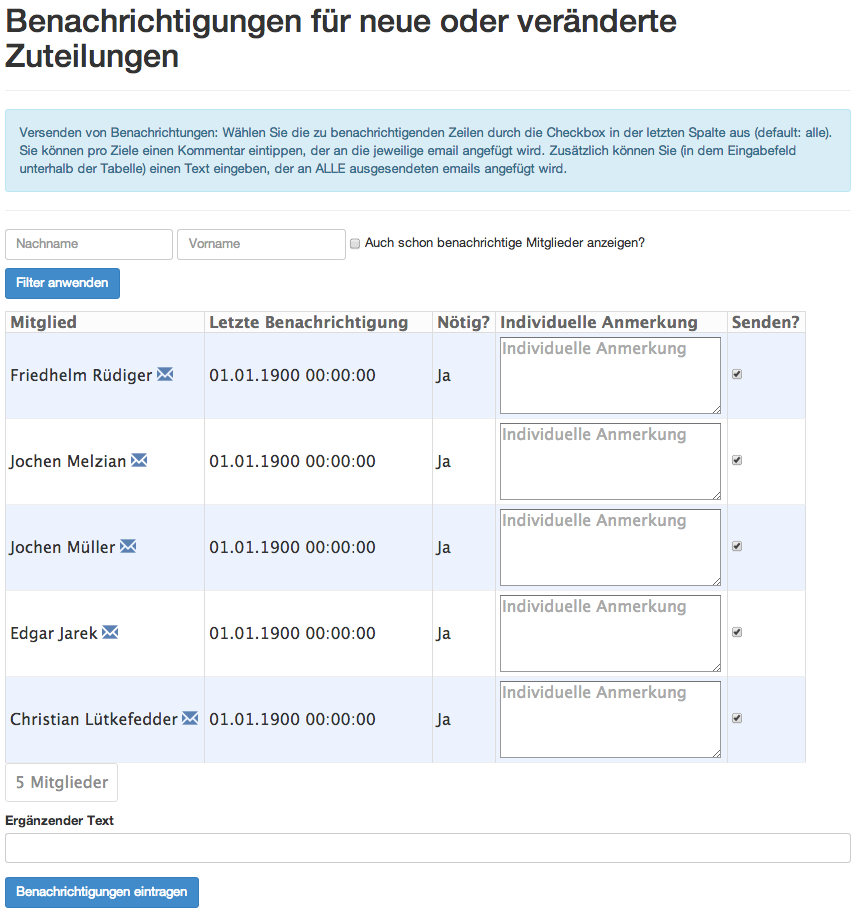 Benachrichtigungen für neue oder veränderte
Zuteilungen
Versenden von Benachrichtungen: Wählen Sie die zu benachrichtigenden Zeilen durch die Checkbox in der letzten Spalte aus (default: alle).
Sie können pro Ziele einen Kommentar eintippen, der an die jeweilige email angefügt wird. Zusätzlich können Sie (in dem Eingabefeld
unterhalb der Tabelle) einen Text eingeben, der an ALLE ausgesendeten emails angefügt wird.
Nachname Vorname Auch schon benachrichtige Mitglieder anzeigen?
Filter anwenden
Mitglied Letzte Benachrichtigung Nötig? Individuelle Anmerkung Senden?
Individuelle Anmerkung
Friedhelm Rüdiger 01.01.1900 00:00:00 Ja
Individuelle Anmerkung
Jochen Melzian 01.01.1900 00:00:00 Ja
Individuelle Anmerkung
Jochen Müller 01.01.1900 00:00:00 Ja
Individuelle Anmerkung
Edgar Jarek 01.01.1900 00:00:00 Ja
Individuelle Anmerkung
Christian Lütkefedder 01.01.1900 00:00:00 Ja
5 Mitglieder
Ergänzender Text
Benachrichtigungen eintragen